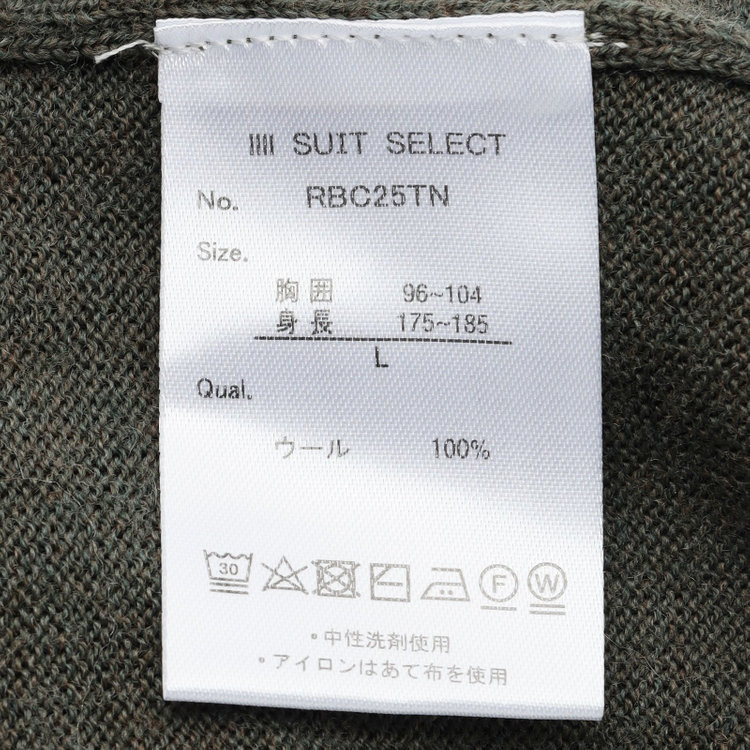 SUIT SELECT
No. RBC25TN
Size.
胸囲 96~104
身長 175~185
L
Qual.
ウール 100%
30 F W
・中性洗剤使用
・アイロンはあて布を使用